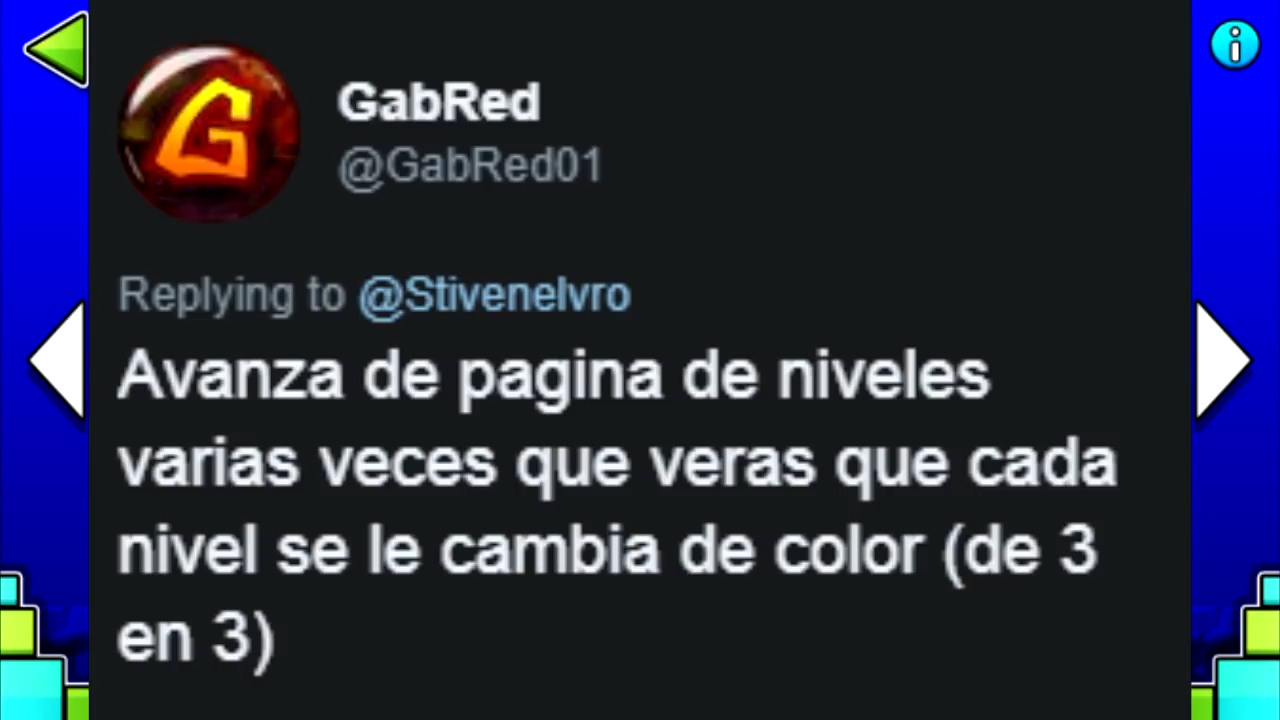 G
GabRed
@GabRed01
Replying to @Stivenelvro
Avanza de pagina de niveles
varias veces que veras que cada
nivel se le cambia de color (de 3
en 3)
i